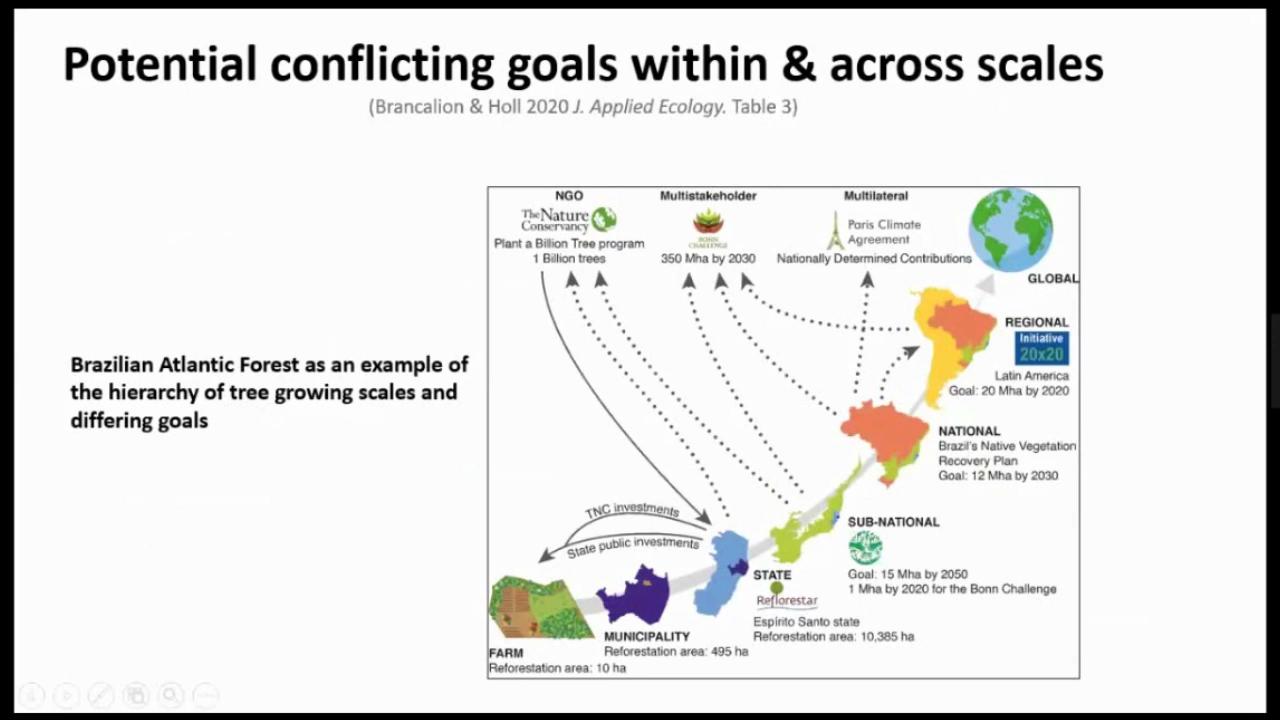 Potential conflicting goals within & across scales
(Brancalion & Holl 2020 J. Applied Ecology. Table 3)
Brazilian Atlantic Forest as an example of
the hierarchy of tree growing scales and
differing goals
NGO
The Nature
Conservancy
Plant a Billion Tree program
1 Billion trees
Multistakeholder
BONN
CHALLENGE
350 Mha by 2030
Multilateral
Paris Climate
Agreement
Nationally Determined Contributions
GLOBAL
REGIONAL
Initiative
20x20
Latin America
Goal: 20 Mha by 2020
NATIONAL
Brazil's Native Vegetation
Recovery Plan
Goal: 12 Mha by 2030
SUB-NATIONAL
Goal: 15 Mha by 2050
1 Mha by 2020 for the Bonn Challenge
TNC investments
State public investments
STATE
Reflorestar
Espírito Santo state
Reforestation area: 10,385 ha
MUNICIPALITY
Reforestation area: 495 ha
FARM
Reforestation area: 10 ha